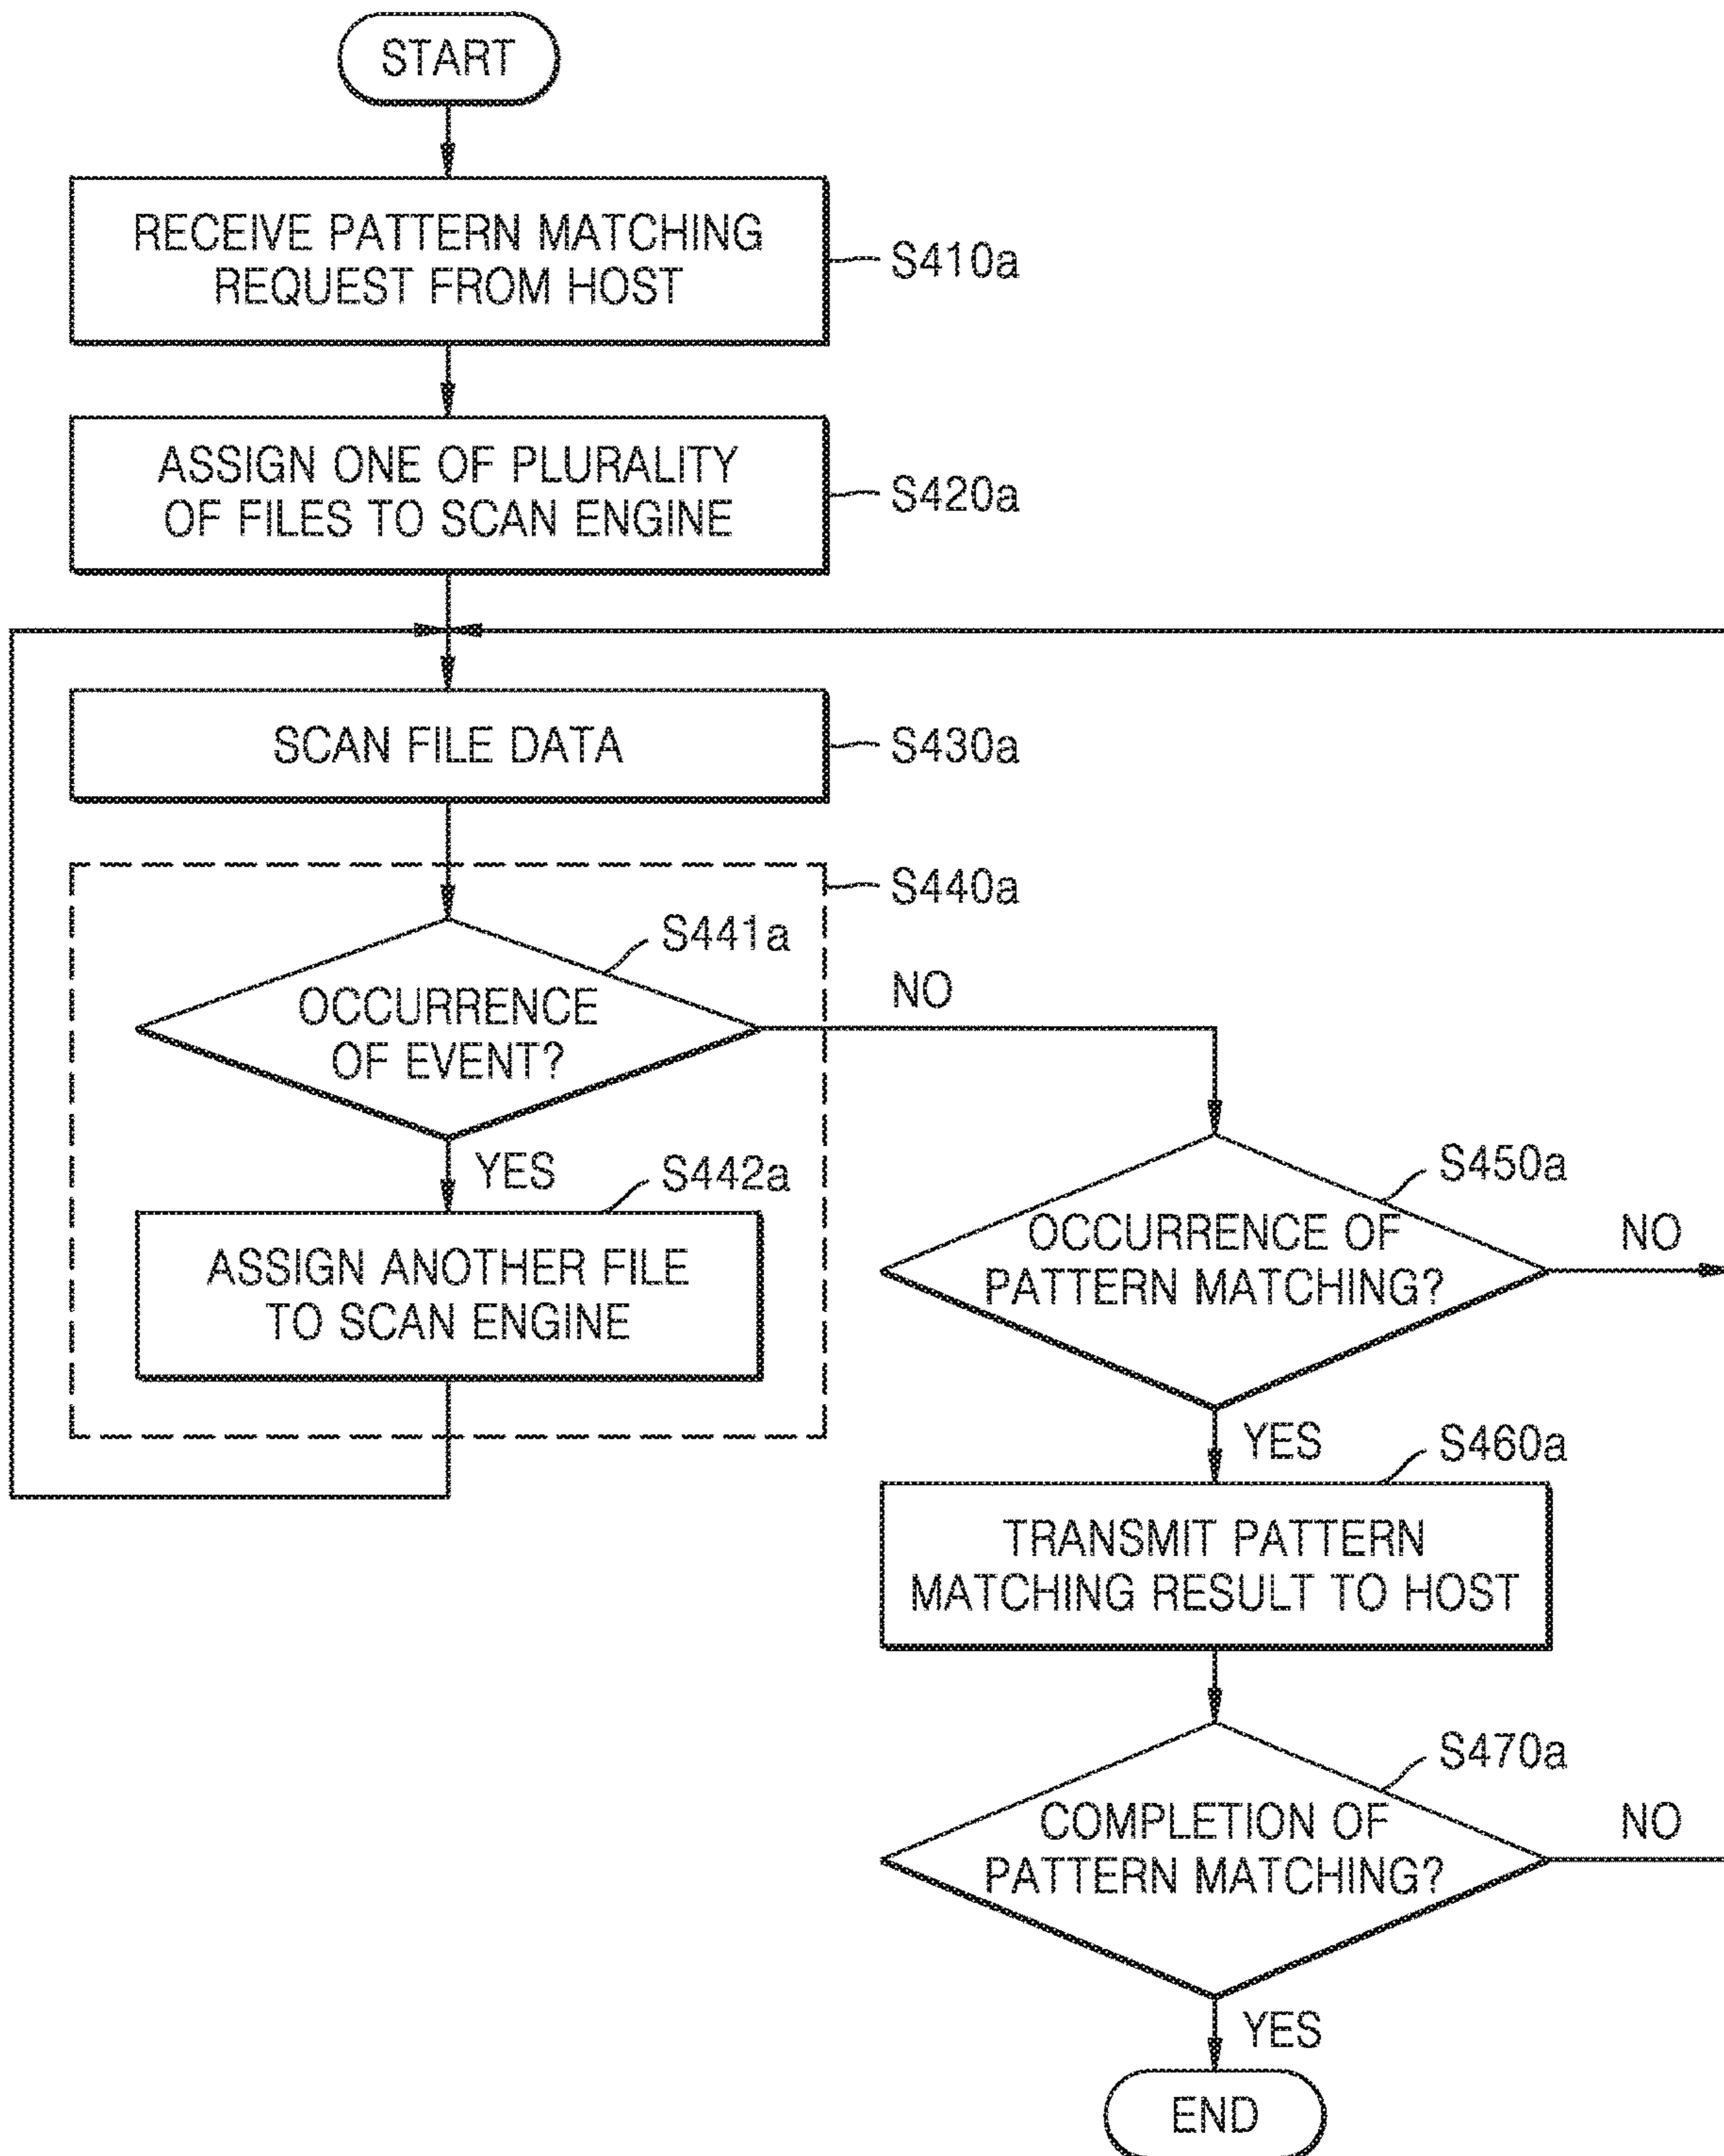 START
RECEIVE PATTERN MATCHING
REQUEST FROM HOST
S410a
ASSIGN ONE OF PLURALITY
OF FILES TO SCAN ENGINE
S420a
SCAN FILE DATA
S430a
S440a
S441a
OCCURRENCE
OF EVENT?
NO
YES
S442a
ASSIGN ANOTHER FILE
TO SCAN ENGINE
S450a
OCCURRENCE OF
PATTERN MATCHING?
NO
YES
S460a
TRANSMIT PATTERN
MATCHING RESULT TO HOST
S470a
COMPLETION OF
PATTERN MATCHING?
NO
YES
END